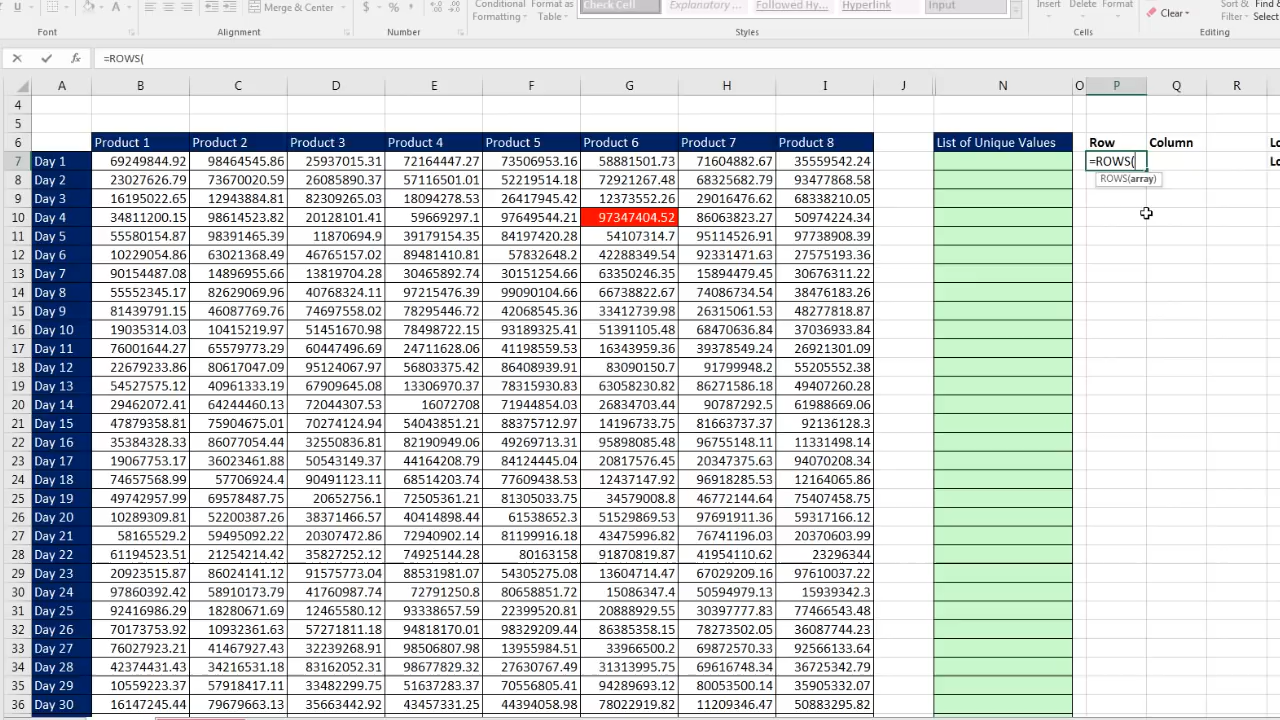 U A Merge & Center $ % Conditional Format as Check Cell Explanatory ... Followed Hy... Hyperlink Input Insert Delete Format Clear Sort & Find &
Formatting Table Filter Select
Font Alignment Number Styles Cells Editing
fx =ROWS(
A B C D E F G H I J N O P Q R
4
5
6 Product 1 Product 2 Product 3 Product 4 Product 5 Product 6 Product 7 Product 8 List of Unique Values Row Column
7 Day 1 69249844.92 98464545.86 25937015.31 72164447.27 73506953.16 58881501.73 71604882.67 35559542.24 =ROWS(
8 Day 2 23027626.79 73670020.59 26085890.37 57116501.01 52219514.18 72921267.48 68325682.79 93477868.58 ROWS(array)
9 Day 3 16195022.65 12943884.81 82309265.03 18094278.53 26417945.42 12373552.26 29016476.62 68338210.05
10 Day 4 34811200.15 98614523.82 20128101.41 59669297.1 97649544.21 97347404.52 86063823.27 50974224.34
11 Day 5 55580154.87 98391465.39 11870694.9 39179154.35 84197420.28 54107314.7 95114526.91 97738908.39
12 Day 6 10229054.86 63021368.49 46765157.02 89481410.81 57832648.2 42288349.54 92331471.63 27575193.36
13 Day 7 90154487.08 14896955.66 13819704.28 30465892.74 30151254.66 63350246.35 15894479.45 30676311.22
14 Day 8 55552345.17 82629069.96 40768324.11 97215476.39 99090104.66 66738822.67 74086734.54 38476183.26
15 Day 9 81439791.15 46087769.76 74697558.02 78295446.72 42068545.36 33412739.98 26315061.53 48277818.87
16 Day 10 19035314.03 10415219.97 51451670.98 78498722.15 93189325.41 51391105.48 68470636.84 37036933.84
17 Day 11 76001644.27 65579773.29 60447496.69 24711628.06 41198559.53 16343959.36 39378549.24 26921301.09
18 Day 12 22679233.86 80617047.09 95124067.97 56803375.42 86408939.91 83090150.7 91799948.2 55205552.38
19 Day 13 54527575.12 40961333.19 67909645.08 13306970.37 78315930.83 63058230.82 86271586.18 49407260.28
20 Day 14 29462072.41 64244460.13 72044307.53 16072708 71944854.03 26834703.44 90787292.5 61988669.06
21 Day 15 47879358.81 75904675.01 70274124.94 54043851.21 88375712.97 14196733.75 81663737.37 92136128.3
22 Day 16 35384328.33 86077054.44 32550836.81 82190949.06 49269713.31 95898085.48 96755148.11 11331498.14
23 Day 17 19067753.17 36023461.88 50543149.37 44164208.79 84124445.04 20817576.45 20347375.63 94070208.34
24 Day 18 74657568.99 57706924.4 90491123.11 68514203.74 77609438.53 12437147.92 96918285.53 12164065.86
25 Day 19 49742957.99 69578487.75 20652756.1 72505361.21 81305033.75 34579008.8 46772144.64 75407458.75
26 Day 20 10289309.81 52200387.26 38371466.57 40414898.44 61538652.3 51529869.53 97691911.36 59317166.12
27 Day 21 58165529.2 59495092.22 20307472.86 72940902.14 81199916.18 43475996.82 76741196.03 20370603.99
28 Day 22 61194523.51 21254214.42 35827252.12 74925144.28 80163158 91870819.87 41954110.62 23296344
29 Day 23 20923515.87 86024141.12 91575773.04 88531981.07 54305275.08 13604714.47 67029209.16 97610037.22
30 Day 24 97860392.42 58910173.79 41760987.74 72791250.8 80658851.72 15086347.4 50594979.13 15939342.3
31 Day 25 92416986.29 18280671.69 12465580.12 93338667.59 22399520.81 20888929.55 30397777.83 77466543.48
32 Day 26 70173753.92 10932361.63 57271811.18 94818170.01 98329209.44 86385358.15 78273502.05 36087744.23
33 Day 27 76027923.21 41467927.43 32239268.91 98506807.98 13955984.51 33966500.2 69872570.33 92566133.64
34 Day 28 42374431.43 34216531.18 83162052.31 98677829.32 27630767.49 31313995.75 69616748.34 36725342.79
35 Day 29 10559223.37 57918417.11 33482299.75 51637283.37 70556805.41 94289693.12 80053500.14 35905332.07
36 Day 30 16147245.44 79679663.13 35663442.92 43457331.25 44394058.98 78022919.82 11209346.47 50883295.82